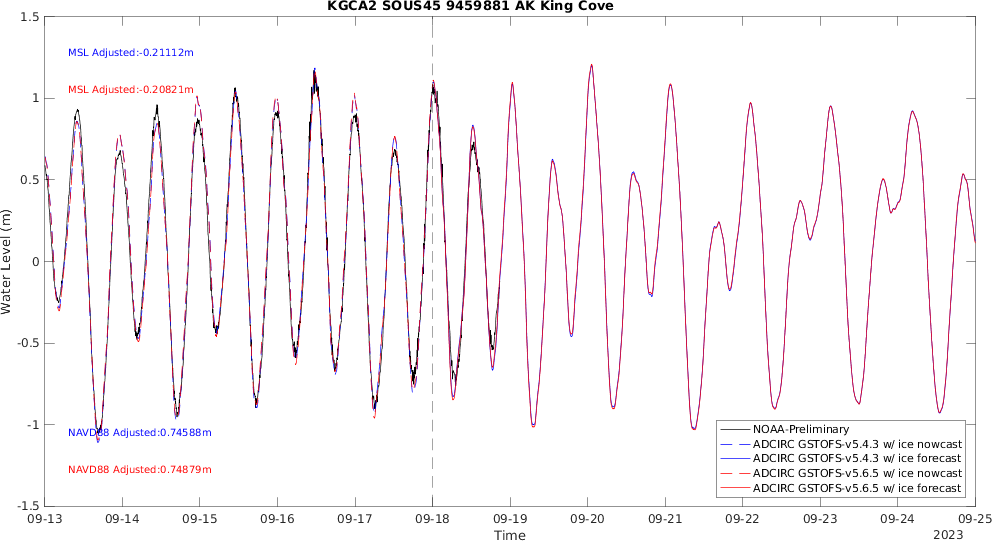 KGCA2 SOUS45 9459881 AK King Cove
Water Level (m)
1.5
1
0.5
0
-0.5
-1
-1.5
MSL Adjusted:-0.21112m
MSL Adjusted:-0.20821m
NAVD88 Adjusted:0.74588m
NAVD88 Adjusted:0.74879m
NOAA-Preliminary
ADCIRC GSTOFS-v5.4.3 w/ ice nowcast
ADCIRC GSTOFS-v5.4.3 w/ ice forecast
ADCIRC GSTOFS-v5.6.5 w/ ice nowcast
ADCIRC GSTOFS-v5.6.5 w/ ice forecast
09-13 09-14 09-15 09-16 09-17 09-18 09-19 09-20 09-21 09-22 09-23 09-24 09-25
Time
2023